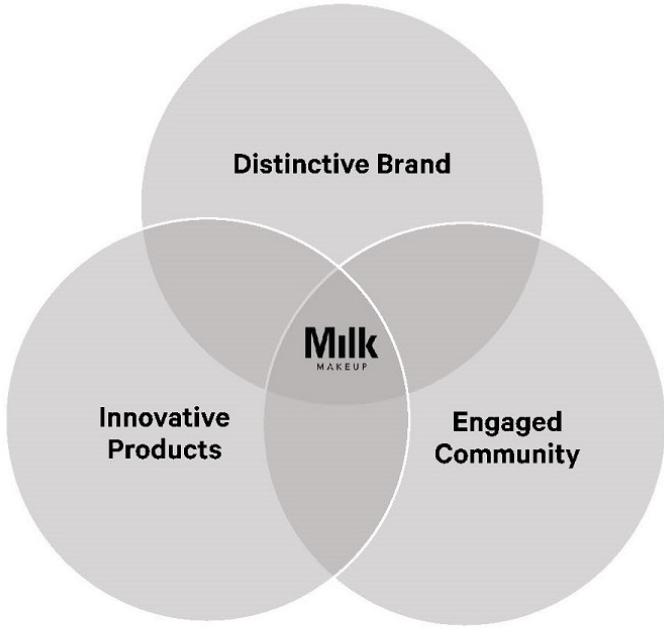 Distinctive Brand
Milk
MAKEUP
Innovative
Products
Engaged
Community